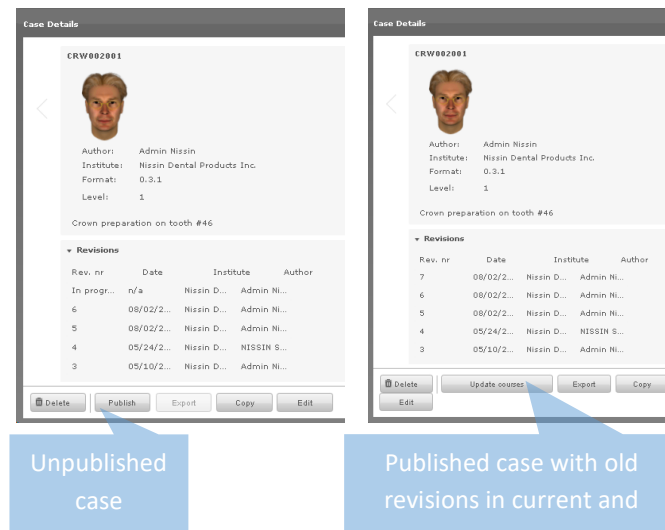 Case Details
CRW002001
Author: Admin Nissin
Institute: Nissin Dental Products Inc.
Format: 0.3.1
Level: 1
Crown preparation on tooth #46
Revisions
Rev. nr Date Institute Author
In progr... n/a Nissin D... Admin Ni...
6 08/02/2... Nissin D... Admin Ni...
5 08/02/2... Nissin D... Admin Ni...
4 05/24/2... Nissin D... NISSIN S...
3 05/10/2... Nissin D... Admin Ni...
Delete Publish Export Copy Edit
Unpublished
case
Case Details
CRW002001
Author: Admin Nissin
Institute: Nissin Dental Products Inc.
Format: 0.3.1
Level: 1
Crown preparation on tooth #46
Revisions
Rev. nr Date Institute Author
7 08/02/2... Nissin D... Admin Ni...
6 08/02/2... Nissin D... Admin Ni...
5 08/02/2... Nissin D... Admin Ni...
4 05/24/2... Nissin D... NISSIN S...
3 05/10/2... Nissin D... Admin Ni...
Delete Update courses Export Copy
Edit
Published case with old
revisions in current and